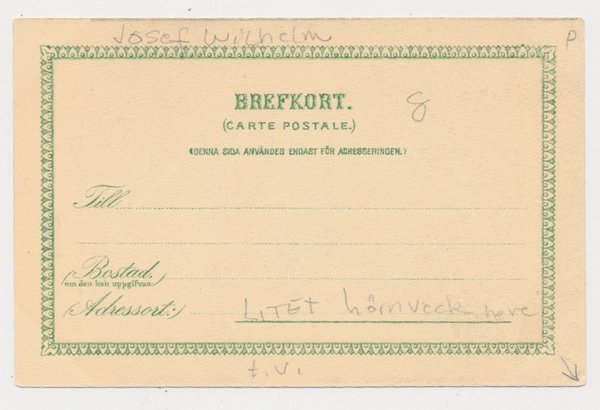 Josef Wilhelm P
BREFKORT. 8
(CARTE POSTALE.)
(DENNA SIDA ANVÄNDES ENDAST FÖR ADRESSERINGEN.)
Till
(Bostad.)
om den kan uppgifvas
(Adressort:)
LITET hörnveck
t.v.